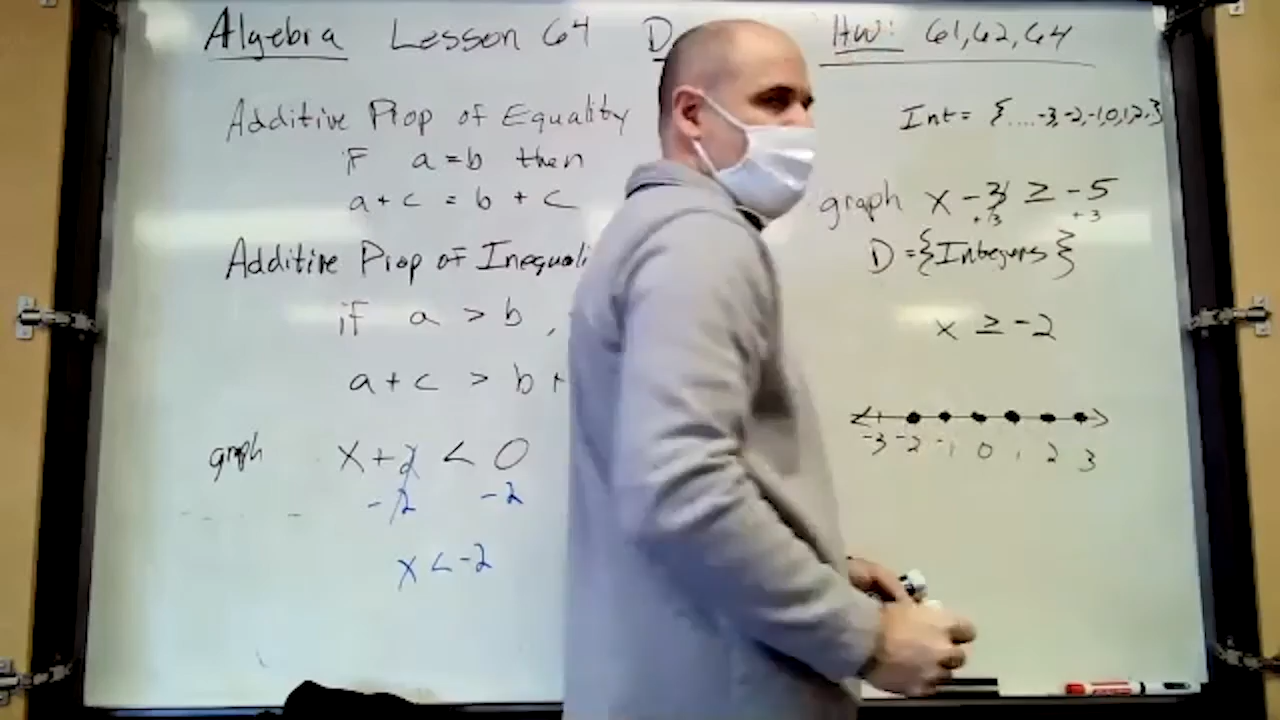 Algebra Lesson 64 D HW: 61,62,64
Additive Prop of Equality
if a = b then
a + c = b + c
Additive Prop of Inequali
if a > b ,
a + c > b +
graph x + 2 < 0
-2 -2
x < -2
Int = {....-3,-2,-1,0,1,2.}
graph x - 3 ≥ -5
+3 +3
D = {Integers}
x ≥ -2
-3 -2 -1 0 1 2 3